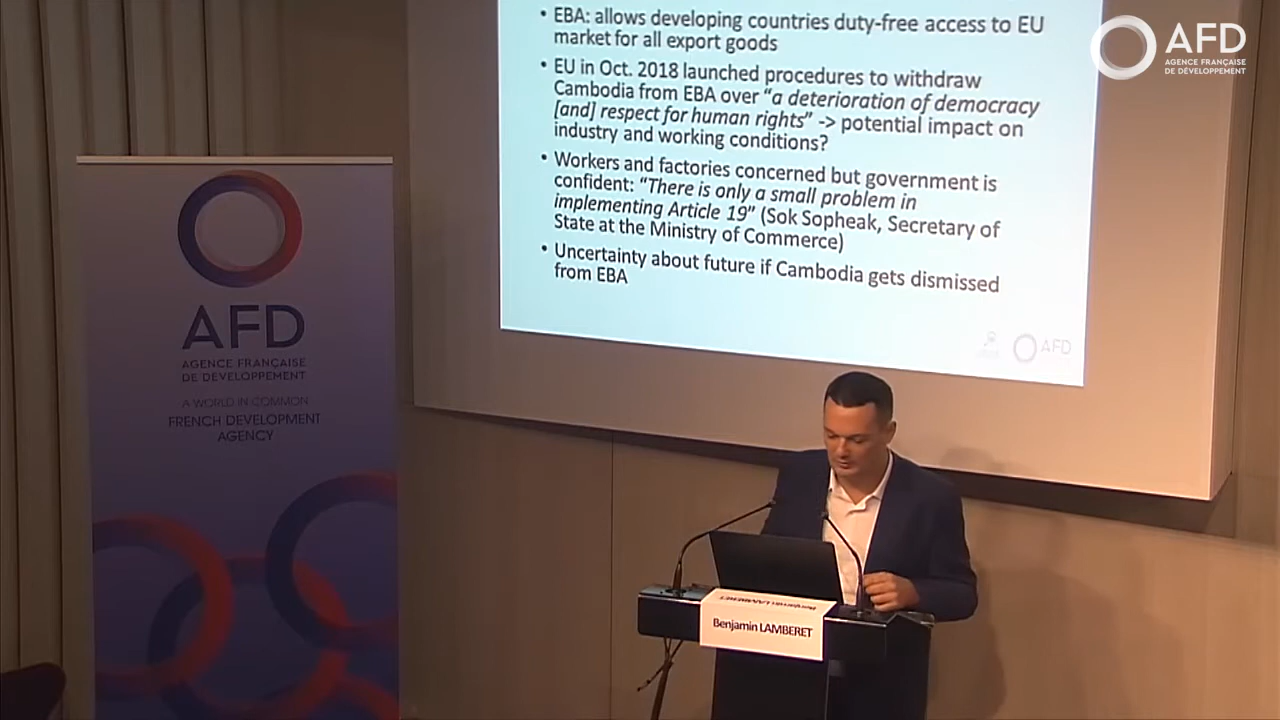 • EBA: allows developing countries duty-free access to EU
market for all export goods
• EU in Oct. 2018 launched procedures to withdraw
Cambodia from EBA over “a deterioration of democracy
[and] respect for human rights” -> potential impact on
industry and working conditions?
• Workers and factories concerned but government is
confident: “There is only a small problem in
implementing Article 19” (Sok Sopheak, Secretary of
State at the Ministry of Commerce)
• Uncertainty about future if Cambodia gets dismissed
from EBA
AFD
AFD
AGENCE FRANÇAISE
DE DÉVELOPPEMENT
AFD
AGENCE FRANÇAISE
DE DÉVELOPPEMENT
A WORLD IN COMMON
FRENCH DEVELOPMENT
AGENCY
Benjamin LAMBERET
Benjamin LAMBERET